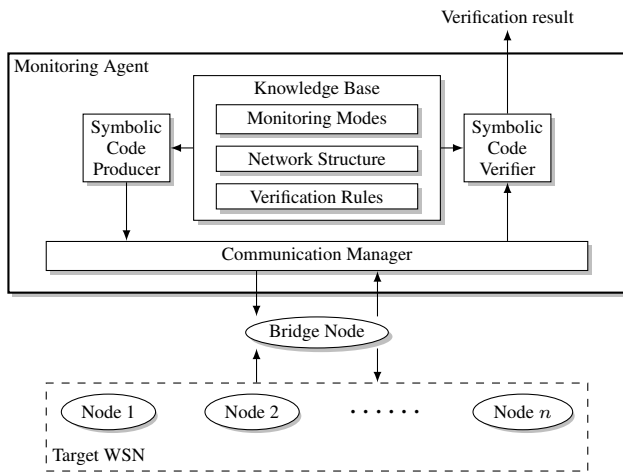 Verification result
Monitoring Agent
Knowledge Base
Monitoring Modes
Network Structure
Verification Rules
Symbolic
Code
Producer
Symbolic
Code
Verifier
Communication Manager
Bridge Node
Node 1
Node 2
······
Node n
Target WSN